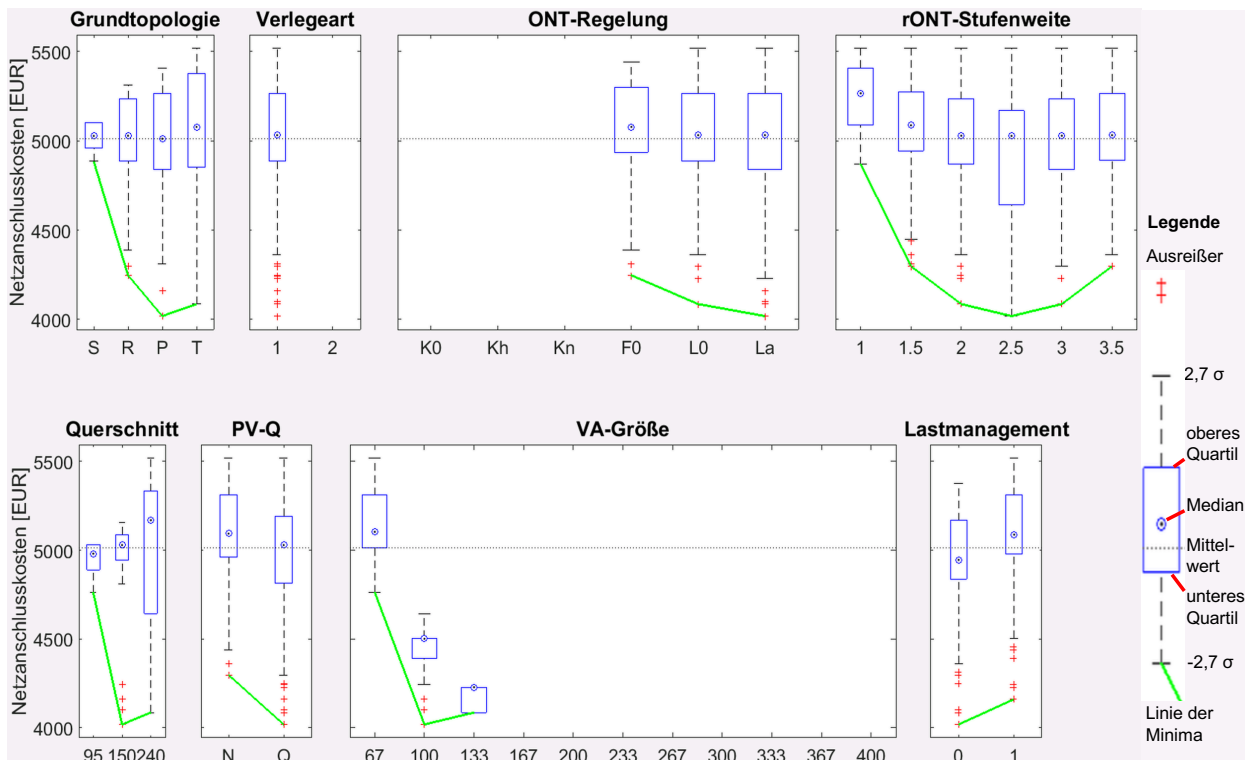 Grundtopologie
Verlegeart
ONT-Regelung
rONT-Stufenweite
Netzanschlusskosten [EUR]
5500
5000
4500
4000
S R P T
1 2
K0 Kh Kn F0 L0 La
1 1.5 2 2.5 3 3.5
Querschnitt
PV-Q
VA-Größe
Lastmanagement
Netzanschlusskosten [EUR]
5500
5000
4500
4000
95 150 240
N Q
67 100 133 167 200 233 267 300 333 367 400
0 1
Legende
Ausreißer
2,7 σ
oberes
Quartil
Median
Mittel-
wert
unteres
Quartil
-2,7 σ
Linie der
Minima